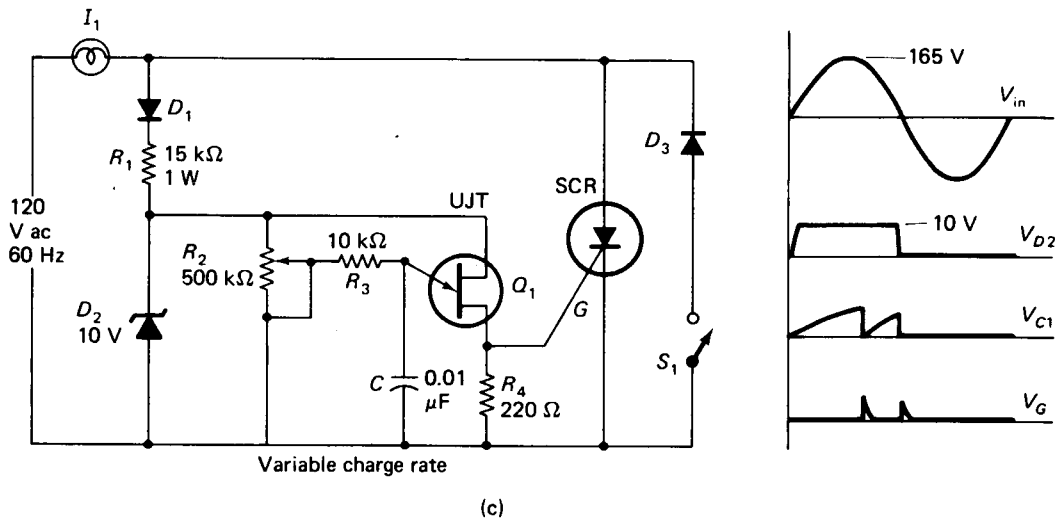 I1
D1
R1
15 kΩ
1 W
120
V ac
60 Hz
D2
10 V
R2
500 kΩ
10 kΩ
R3
UJT
Q1
C
0.01
μF
R4
220 Ω
G
SCR
D3
S1
Variable charge rate
(c)
165 V
Vin
10 V
VD2
VC1
VG